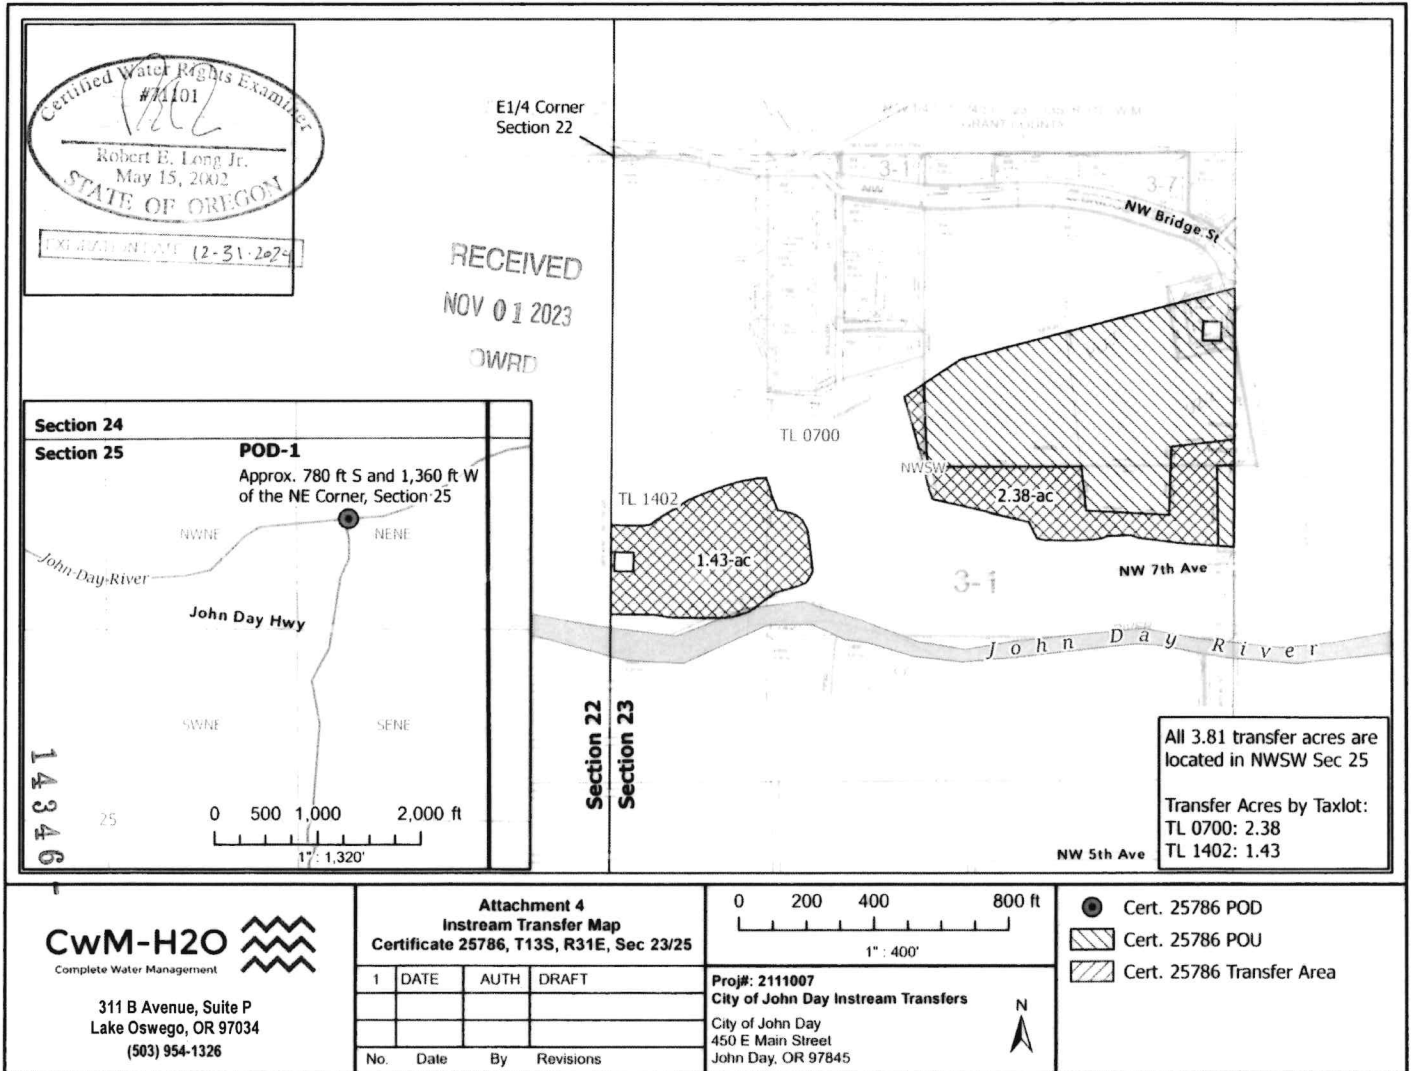 Certified Water Rights Examiner
#71101
Robert E. Long Jr.
May 15, 2002
STATE OF OREGON
EXPIRATION DATE 12-31-2024
RECEIVED
NOV 01 2023
OWRD
E1/4 Corner
Section 22
GRANT COUNTY
3-1
3-7
NW
NW Bridge St
TL 0700
NWSW
2.38-ac
TL 1402
1.43-ac
3-1
NW 7th Ave
John Day River
Section 22
Section 23
NW 5th Ave
Section 24
Section 25
POD-1
Approx. 780 ft S and 1,360 ft W
of the NE Corner, Section 25
NWNE
NENE
John Day River
John Day Hwy
SWNE
SENE
25
0 500 1,000 2,000 ft
1" : 1,320'
14346
All 3.81 transfer acres are
located in NWSW Sec 25
Transfer Acres by Taxlot:
TL 0700: 2.38
TL 1402: 1.43
CwM-H2O
Complete Water Management
311 B Avenue, Suite P
Lake Oswego, OR 97034
(503) 954-1326
Attachment 4
Instream Transfer Map
Certificate 25786, T13S, R31E, Sec 23/25
1 DATE AUTH DRAFT
No. Date By Revisions
0 200 400 800 ft
1" : 400'
Proj#: 2111007
City of John Day Instream Transfers
City of John Day
450 E Main Street
John Day, OR 97845
N
Cert. 25786 POD
Cert. 25786 POU
Cert. 25786 Transfer Area